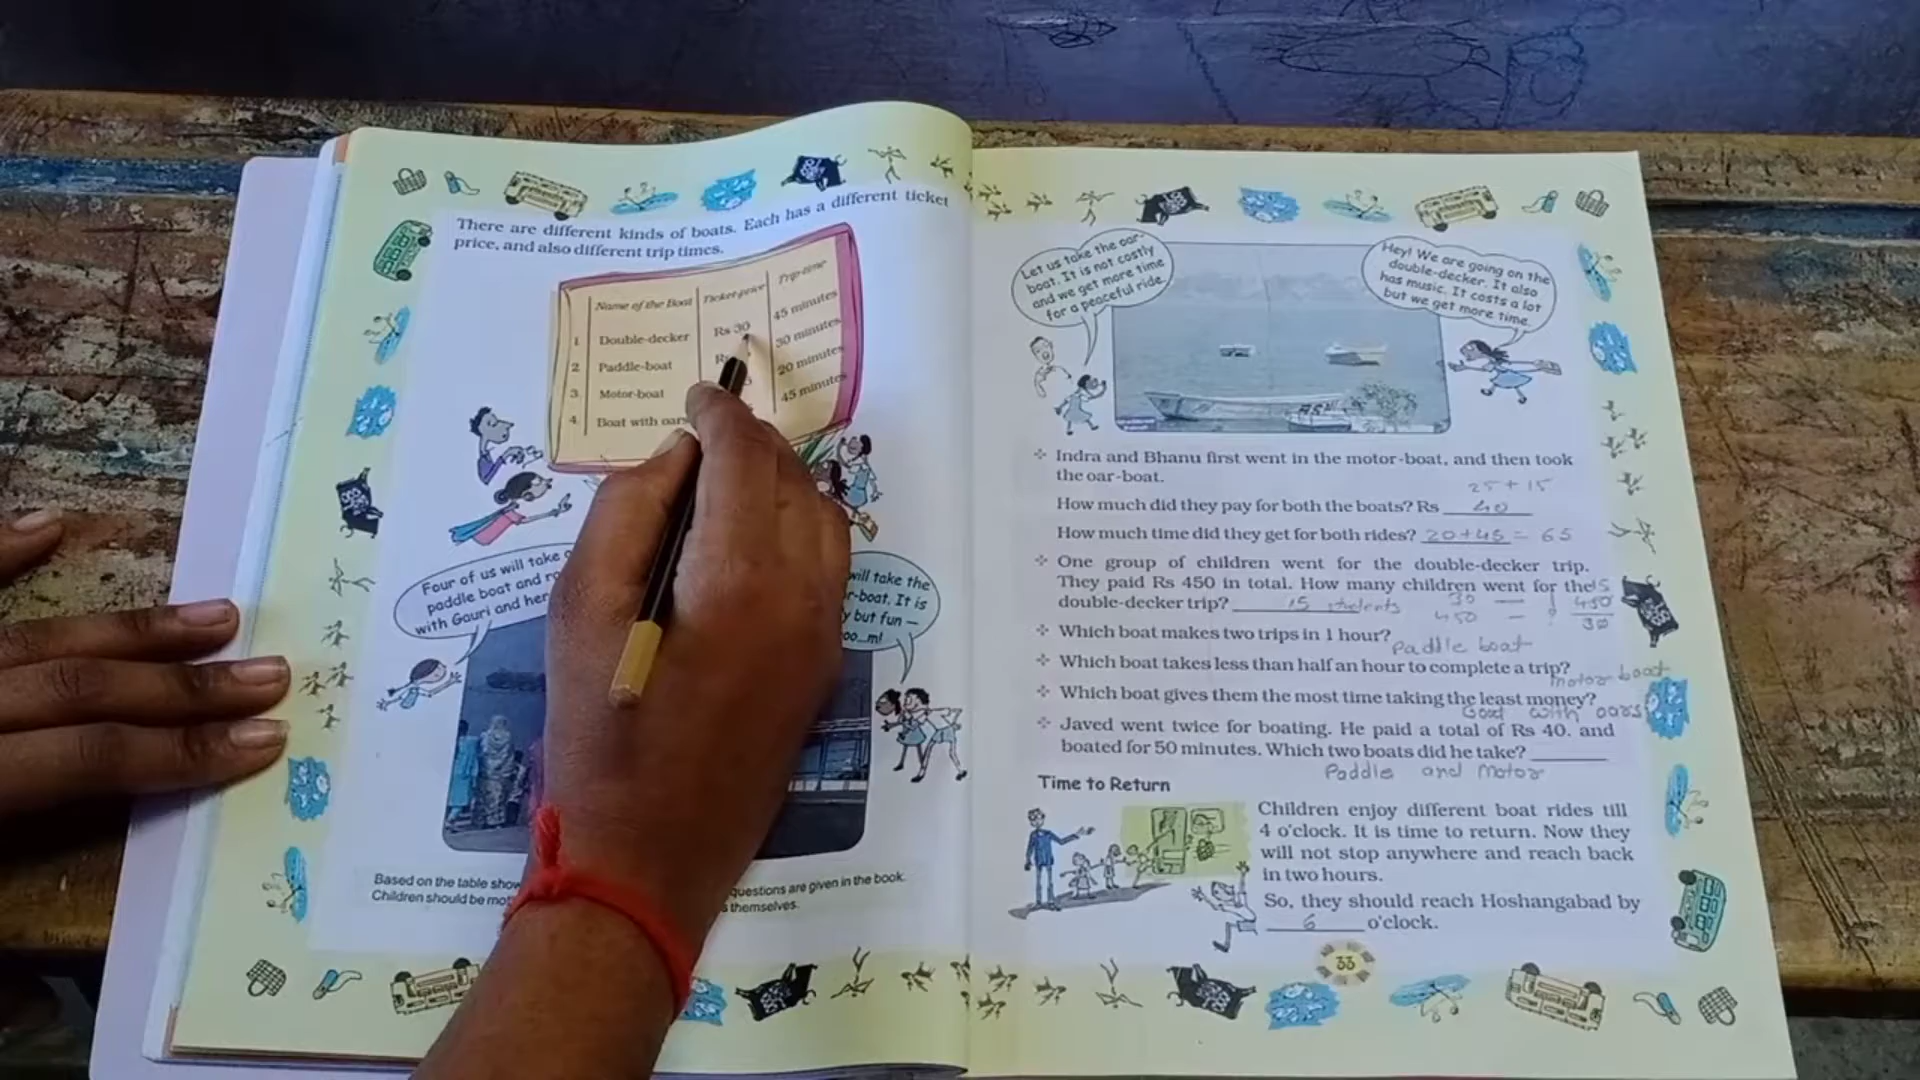 There are different kinds of boats. Each has a different ticket
price, and also different trip times.
Name of the Boat Ticket-price Trip-time
1. Double-decker Rs 30 45 minutes
2. Paddle-boat Rs 30 minutes
3. Motor-boat 20 minutes
4. Boat with oars 45 minutes
Four of us will take
paddle boat and
with Gauri and her
will take the
r-boat. It is
y but fun –
oo...m!
Based on the table show
questions are given in the book.
Children should be mot
themselves.
Let us take the oar-
boat. It is not costly
and we get more time
for a peaceful ride.
Hey! We are going on the
double-decker. It also
has music. It costs a lot
but we get more time.
Indra and Bhanu first went in the motor-boat, and then took
the oar-boat.
25 + 15
How much did they pay for both the boats? Rs 40
How much time did they get for both rides? 20+45 = 65
One group of children went for the double-decker trip.
They paid Rs 450 in total. How many children went for the
double-decker trip? 15 students
30 — 1
450 — ?
15
450
30
Which boat makes two trips in 1 hour?
Paddle boat
Which boat takes less than half an hour to complete a trip?
motor boat
Which boat gives them the most time taking the least money?
Boat with oars
Javed went twice for boating. He paid a total of Rs 40, and
boated for 50 minutes. Which two boats did he take?
Paddle and Motor
Time to Return
Children enjoy different boat rides till
4 o'clock. It is time to return. Now they
will not stop anywhere and reach back
in two hours.
So, they should reach Hoshangabad by
6 o'clock.
33